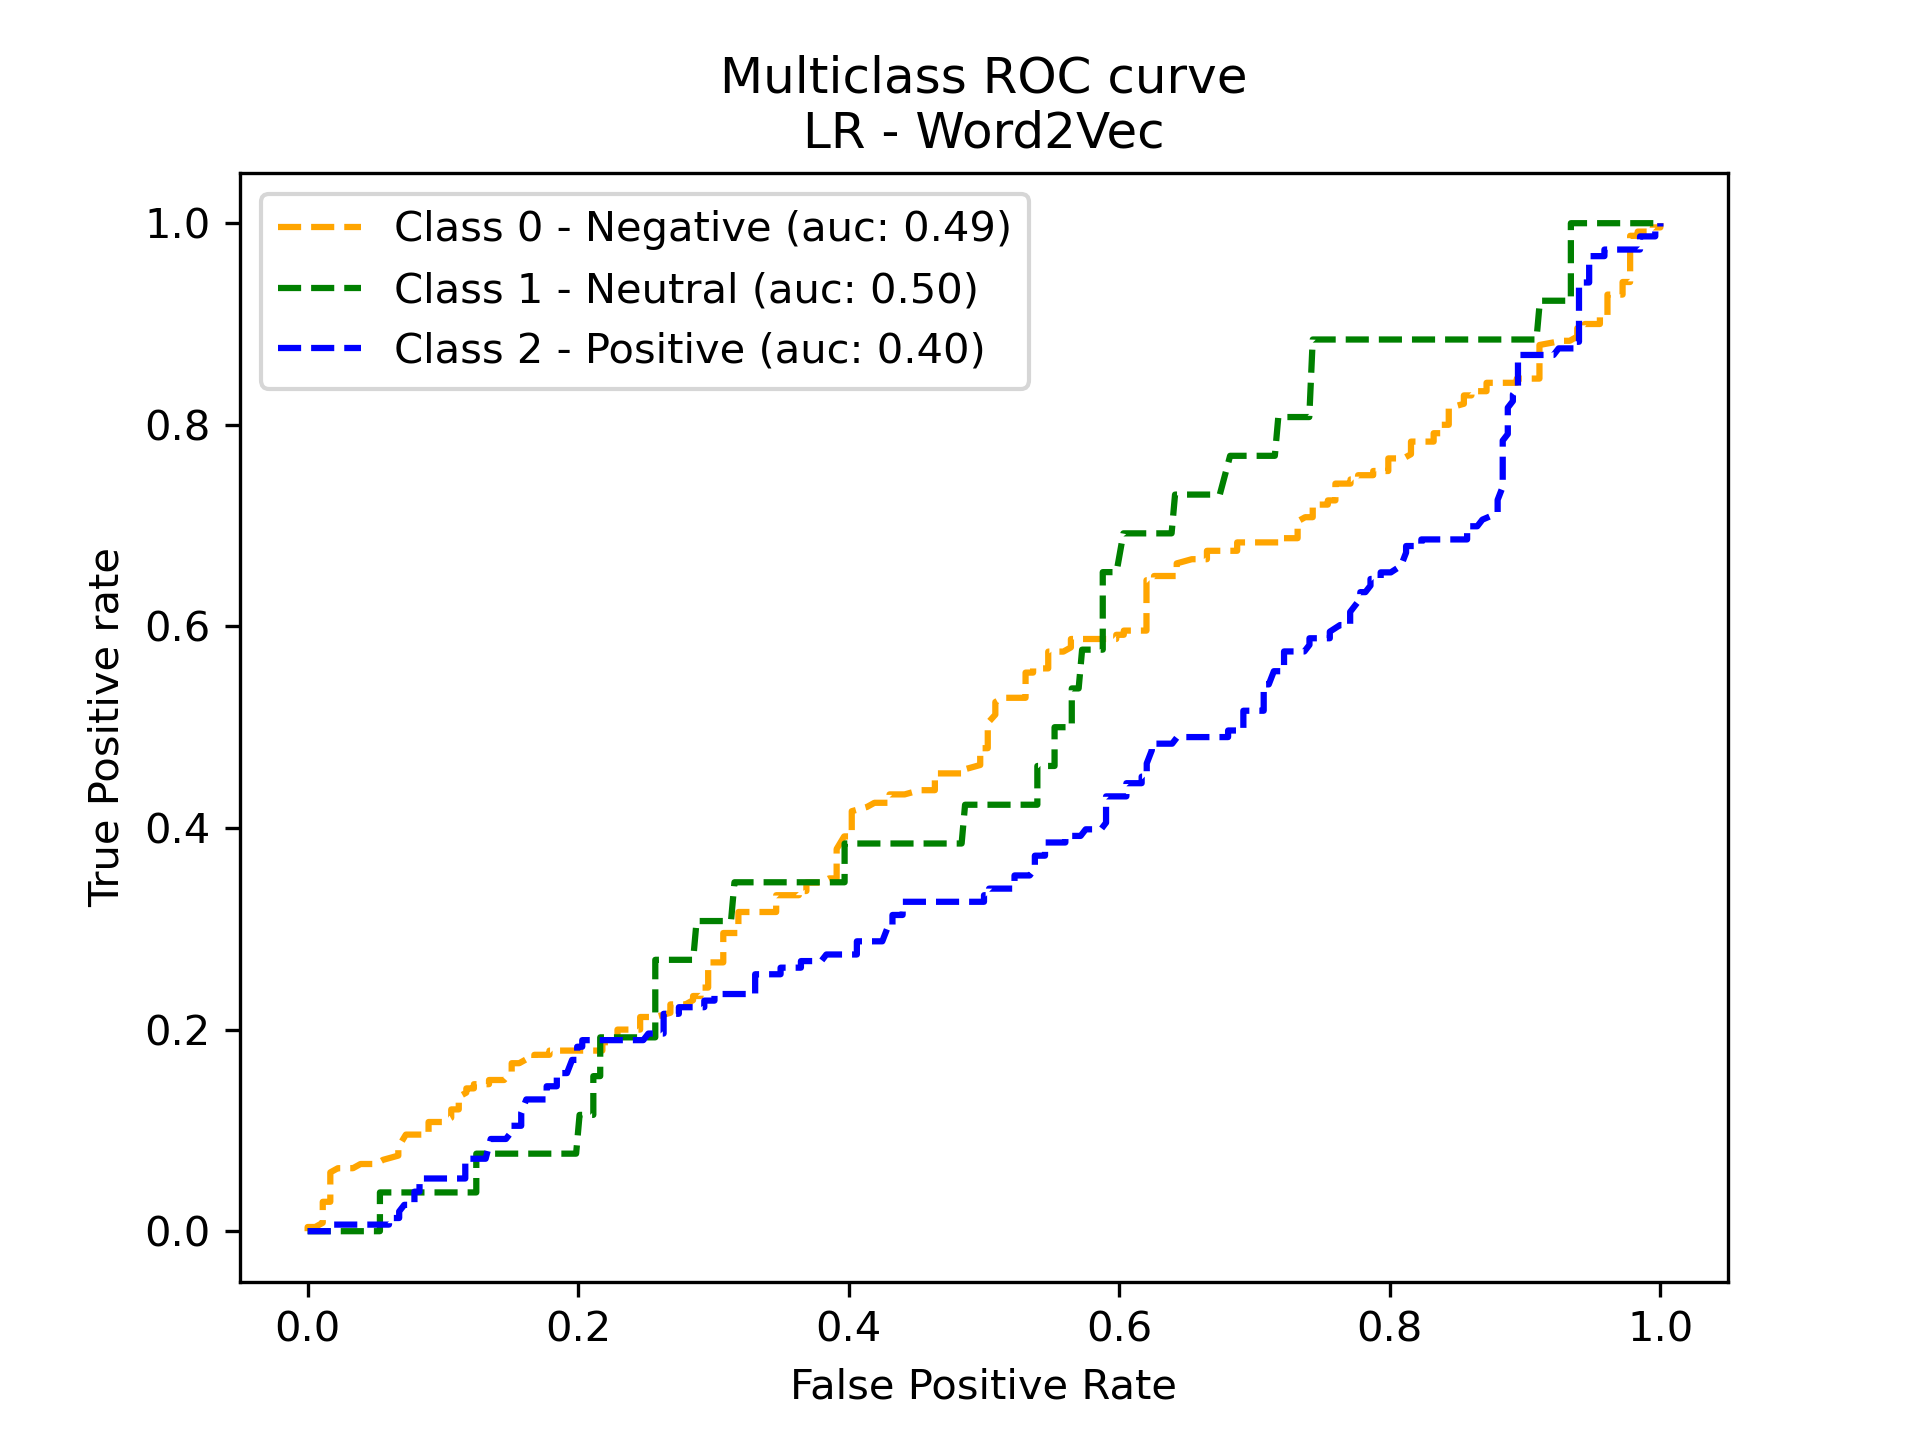 Multiclass ROC curve
LR - Word2Vec
Class 0 - Negative (auc: 0.49)
Class 1 - Neutral (auc: 0.50)
Class 2 - Positive (auc: 0.40)
True Positive rate
1.0
0.8
0.6
0.4
0.2
0.0
0.0 0.2 0.4 0.6 0.8 1.0
False Positive Rate